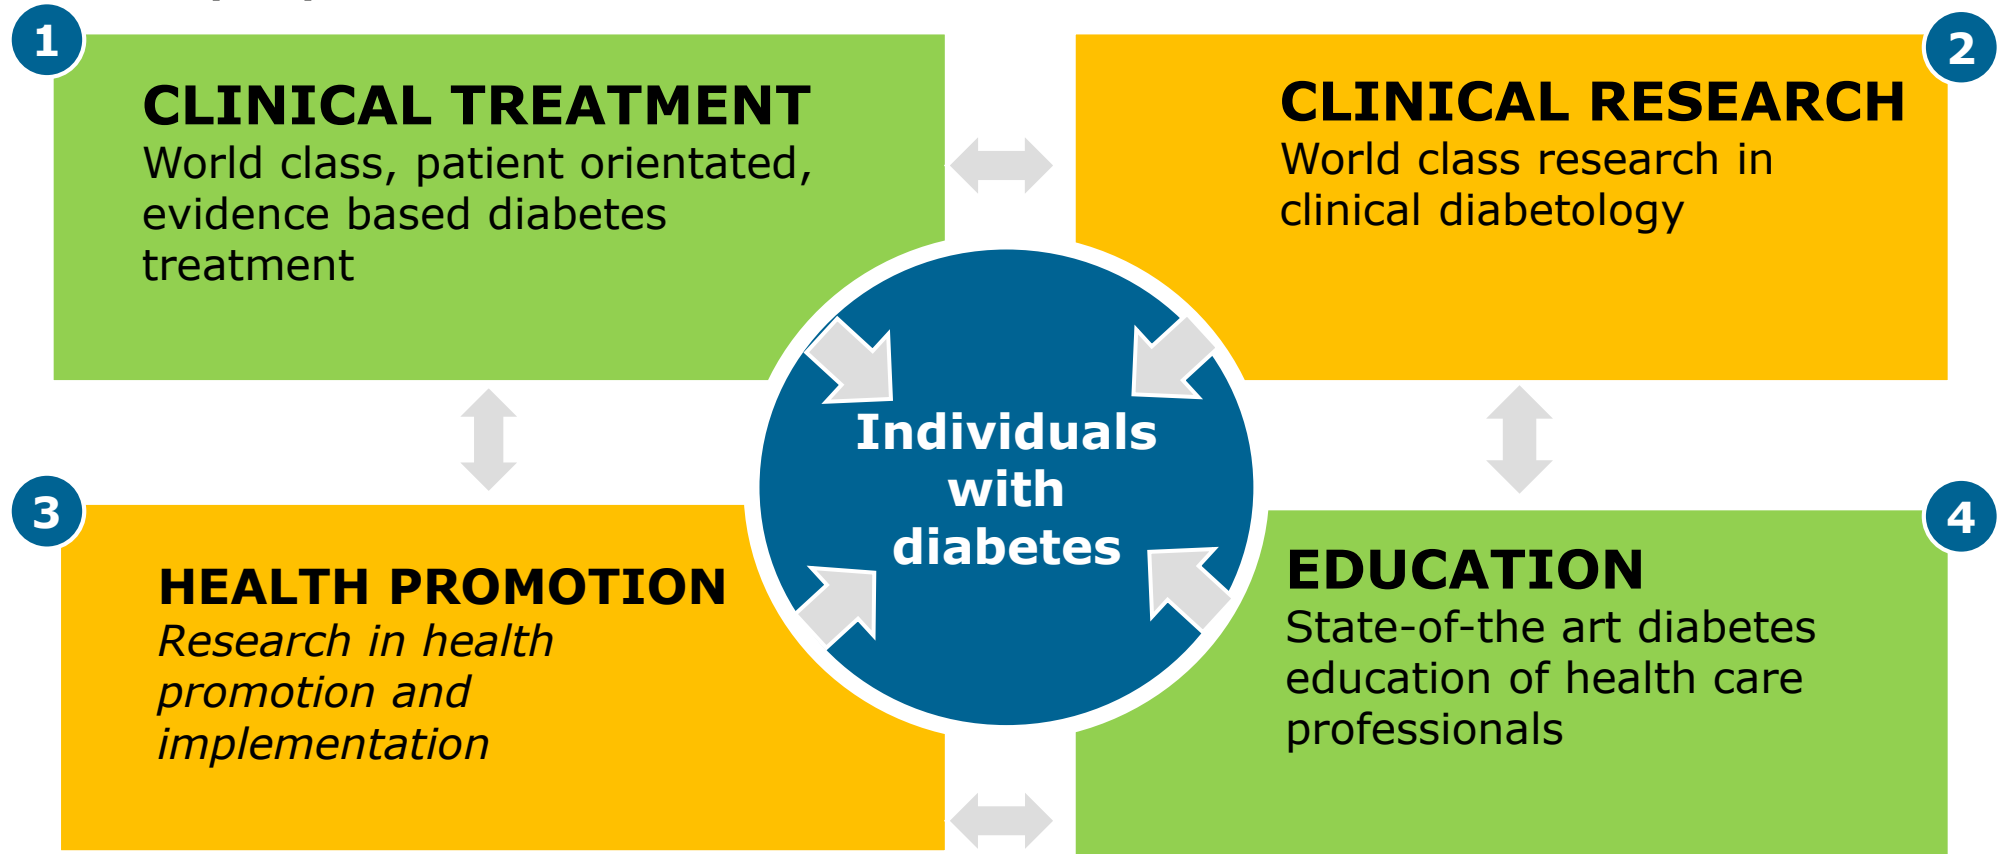 1
CLINICAL TREATMENT
World class, patient orientated,
evidence based diabetes
treatment
2
CLINICAL RESEARCH
World class research in
clinical diabetology
Individuals
with
diabetes
3
HEALTH PROMOTION
Research in health
promotion and
implementation
4
EDUCATION
State-of-the art diabetes
education of health care
professionals